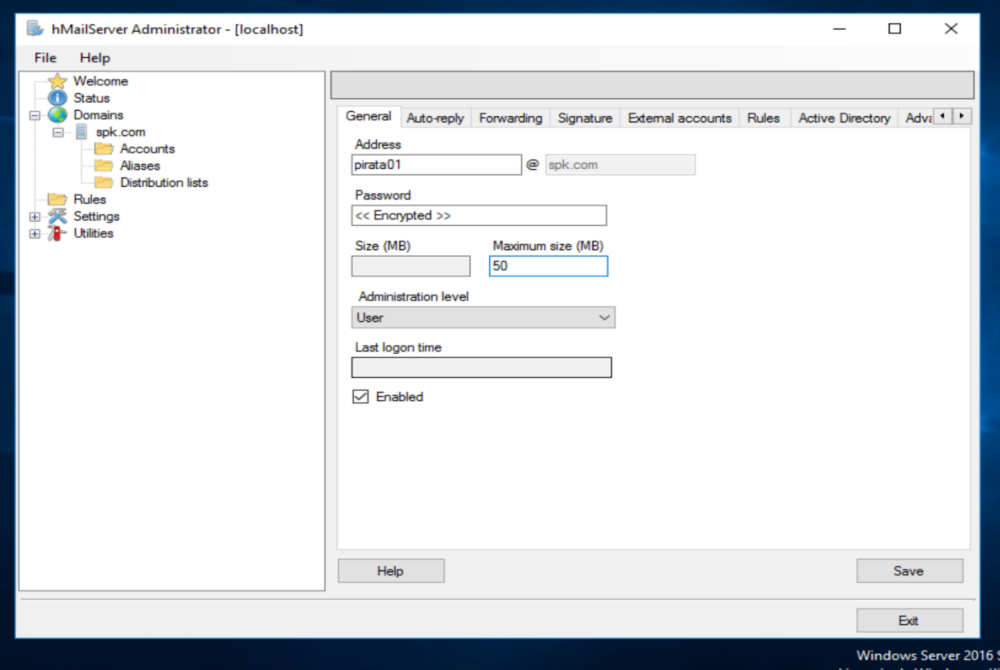 hMailServer Administrator - [localhost]
File Help
Welcome
Status
Domains
spk.com
Accounts
Aliases
Distribution lists
Rules
Settings
Utilities
General Auto-reply Forwarding Signature External accounts Rules Active Directory
Address
pirata01 @ spk.com
Password
<< Encrypted >>
Size (MB) Maximum size (MB)
50
Administration level
User
Last logon time
Enabled
Help Save
Exit
Windows Server 2016